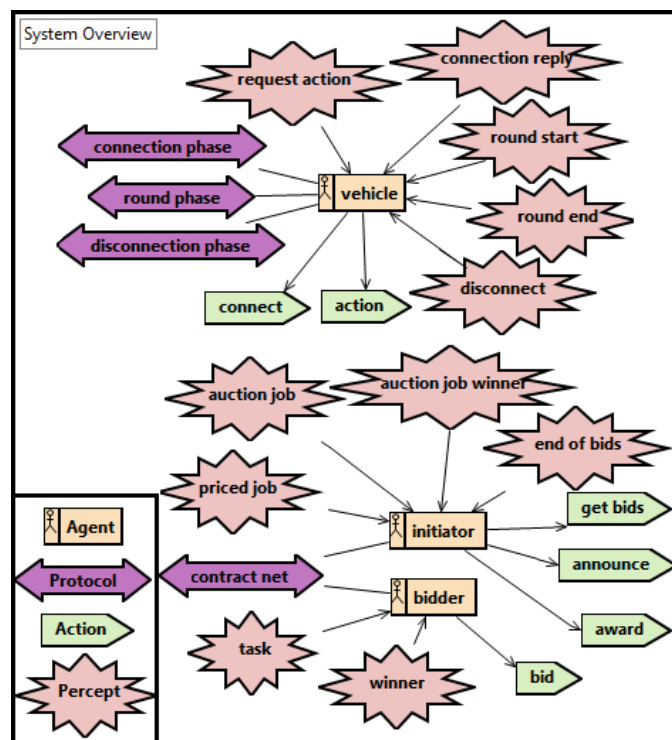 System Overview
request action
connection reply
connection phase
round start
round phase
vehicle
round end
disconnection phase
disconnect
connect
action
auction job
auction job winner
end of bids
priced job
get bids
Agent
initiator
Protocol
contract net
announce
bidder
Action
task
award
Percept
winner
bid